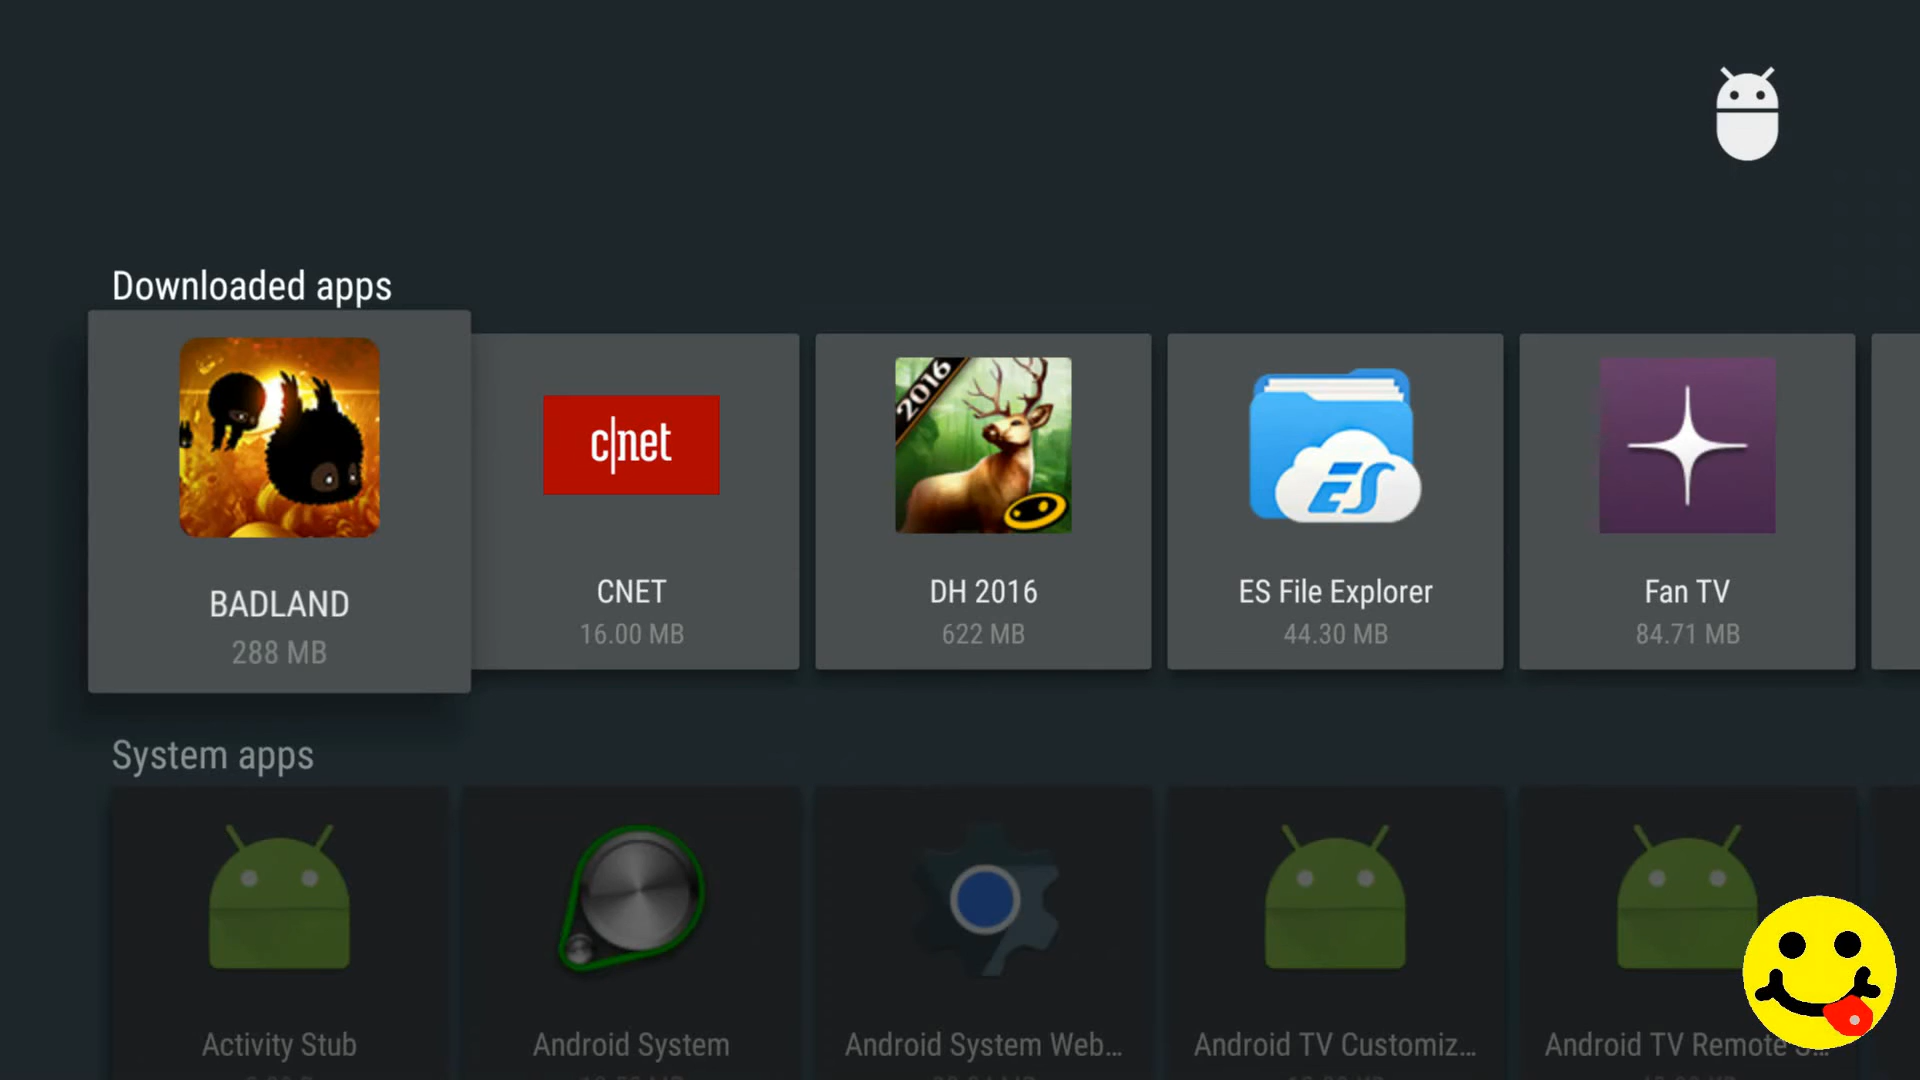 Downloaded apps
2016
c|net
ES
BADLAND
CNET
DH 2016
ES File Explorer
Fan TV
288 MB
16.00 MB
622 MB
44.30 MB
84.71 MB
System apps
Activity Stub
Android System
Android System Web...
Android TV Customiz...
Android TV Remote